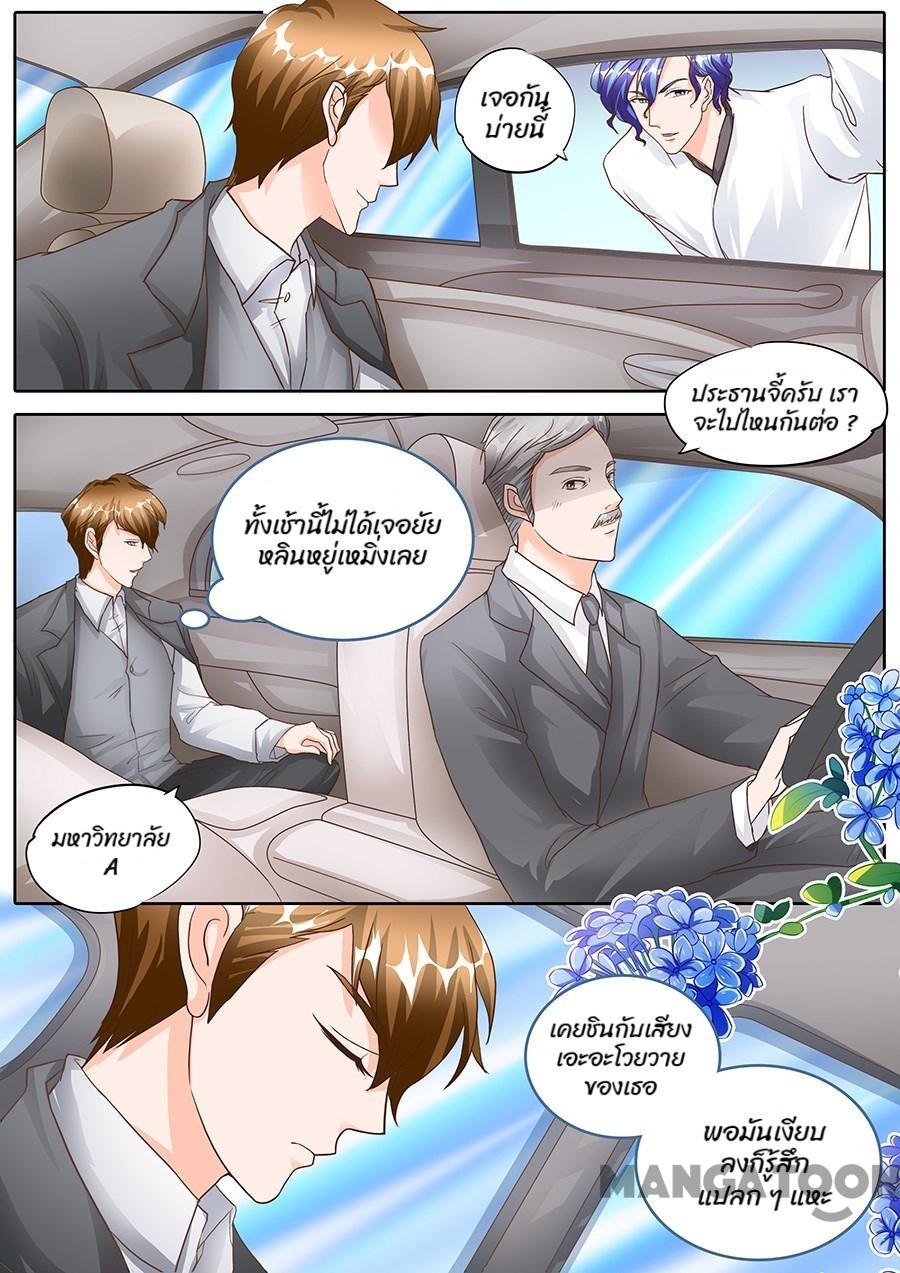 เจอกัน
บ่ายนี้
ประธานจี้ครับ เรา
จะไปไหนกันต่อ ?
ทั้งเช้านี้ไม่ได้เจอยัย
หลินหยู่เหมิ่งเลย
มหาวิทยาลัย
A
เคยชินกับเสียง
เอะอะโวยวาย
ของเธอ
พอมันเงียบ
ลงก็รู้สึก
แปลก ๆ แหะ
MANGATOON